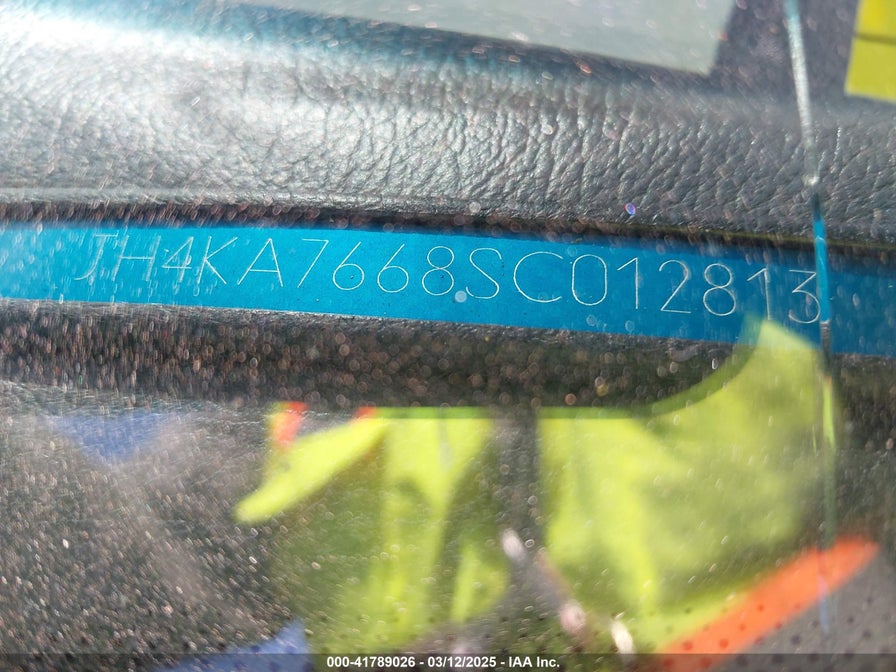 JH4KA7668SC012813
000-41789026 - 03/12/2025 - IAA Inc.